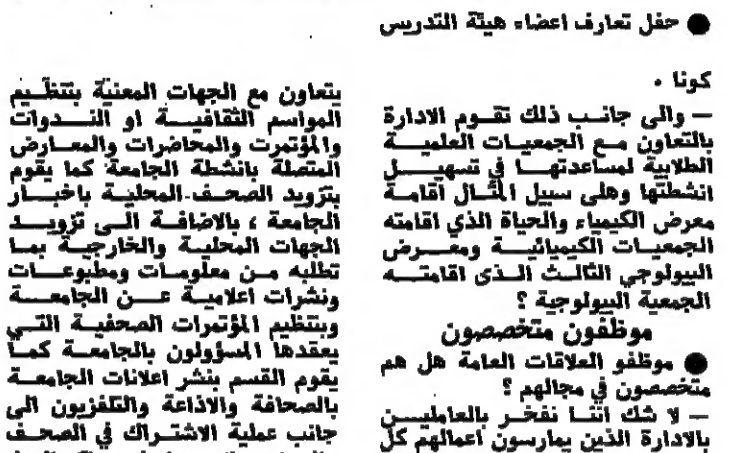 ● حفل تعارف اعضاء هيئة التدريس
كونا .
— والى جانب ذلك تقوم الادارة
بالتعاون مع الجمعيات العلمية
الطلابية لمساعدتها في تسهيل
انشطتها وهلى سبيل المثال اقامة
معرض الكيمياء والحياة الذي اقامته
الجمعيات الكيميائية ومعرض
البيولوجي الثالث الذى اقامته
الجمعية البيولوجية ؟
موظفون متخصصون
● موظفو العلاقات العامة هل هم
متخصصون في مجالهم ؟
— لا شك اننا نفخر بالعاملين
بالادارة الذين يمارسون اعمالهم كل
يتعاون مع الجهات المعنية بتنظيم
المواسم الثقافية او الندوات
والمؤتمرت والمحاضرات والمعارض
المتصلة بانشطة الجامعة كما يقوم
بتزويد الصحف المحلية باخبار
الجامعة ، بالاضافة الى تزويد
الجهات المحلية والخارجية بما
تطلبه من معلومات ومطبوعات
ونشرات اعلامية عن الجامعة
وبتنظيم المؤتمرات الصحفية التي
يعقدها المسؤولون بالجامعة كما
يقوم القسم بنشر اعلانات الجامعة
بالصحافة والاذاعة والتلفزيون الى
جانب عملية الاشتراك في الصحف